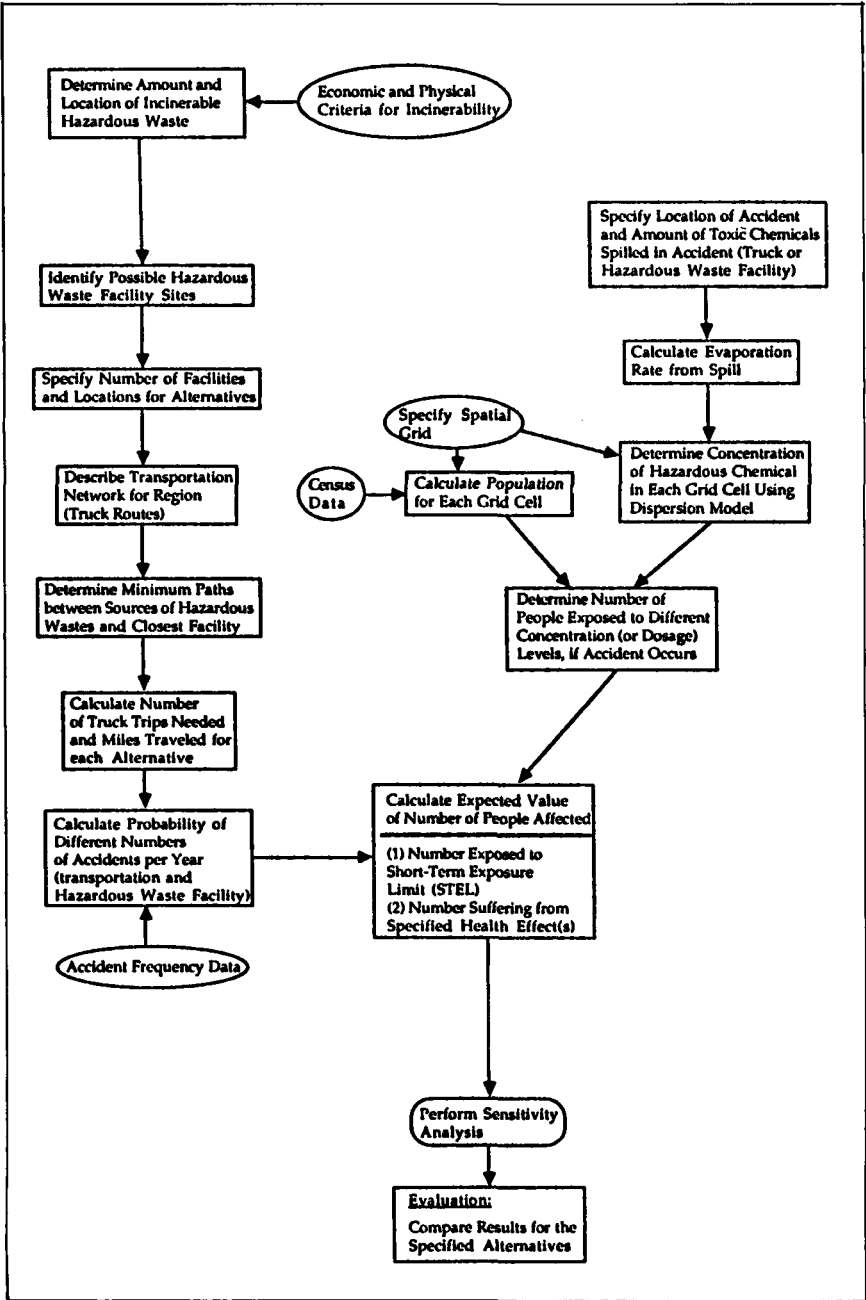 Determine Amount and
Location of Incinerable
Hazardous Waste
Economic and Physical
Criteria for Incinerability
Identify Possible Hazardous
Waste Facility Sites
Specify Number of Facilities
and Locations for Alternatives
Describe Transportation
Network for Region
(Truck Routes)
Determine Minimum Paths
between Sources of Hazardous
Wastes and Closest Facility
Calculate Number
of Truck Trips Needed
and Miles Traveled for
each Alternative
Calculate Probability of
Different Numbers
of Accidents per Year
(transportation and
Hazardous Waste Facility)
Accident Frequency Data
Specify Location of Accident
and Amount of Toxic Chemicals
Spilled in Accident (Truck or
Hazardous Waste Facility)
Calculate Evaporation
Rate from Spill
Specify Spatial
Grid
Census
Data
Calculate Population
for Each Grid Cell
Determine Concentration
of Hazardous Chemical
in Each Grid Cell Using
Dispersion Model
Determine Number of
People Exposed to Different
Concentration (or Dosage)
Levels, if Accident Occurs
Calculate Expected Value
of Number of People Affected
(1) Number Exposed to
Short-Term Exposure
Limit (STEL)
(2) Number Suffering from
Specified Health Effect(s)
Perform Sensitivity
Analysis
Evaluation:
Compare Results for the
Specified Alternatives